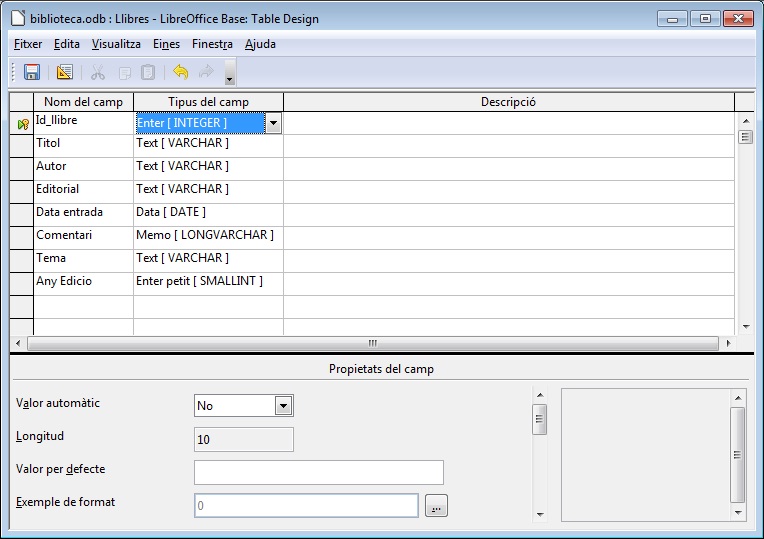 biblioteca.odb : Llibres - LibreOffice Base: Table Design
Fitxer Edita Visualitza Eines Finestra Ajuda
Nom del camp Tipus del camp Descripció
Id_llibre Enter [ INTEGER ]
Titol Text [ VARCHAR ]
Autor Text [ VARCHAR ]
Editorial Text [ VARCHAR ]
Data entrada Data [ DATE ]
Comentari Memo [ LONGVARCHAR ]
Tema Text [ VARCHAR ]
Any Edicio Enter petit [ SMALLINT ]
Propietats del camp
Valor automàtic No
Longitud 10
Valor per defecte
Exemple de format 0 ...